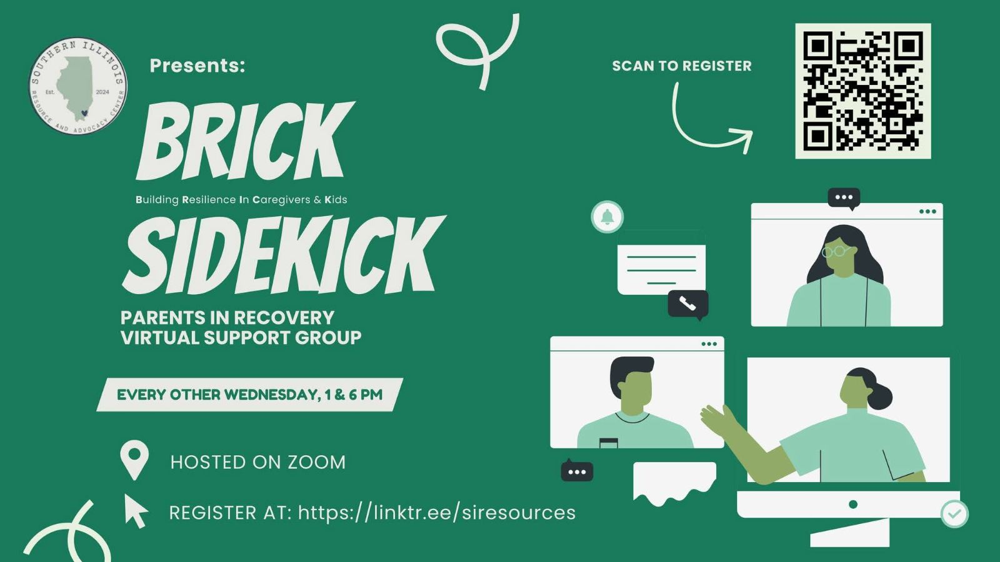 SOUTHERN ILLINOIS
Est. 2024
RESOURCE AND ADVOCACY CENTER
Presents:
BRICK
Building Resilience In Caregivers & Kids
SIDEKICK
PARENTS IN RECOVERY
VIRTUAL SUPPORT GROUP
EVERY OTHER WEDNESDAY, 1 & 6 PM
HOSTED ON ZOOM
REGISTER AT: https://linktr.ee/siresources
SCAN TO REGISTER